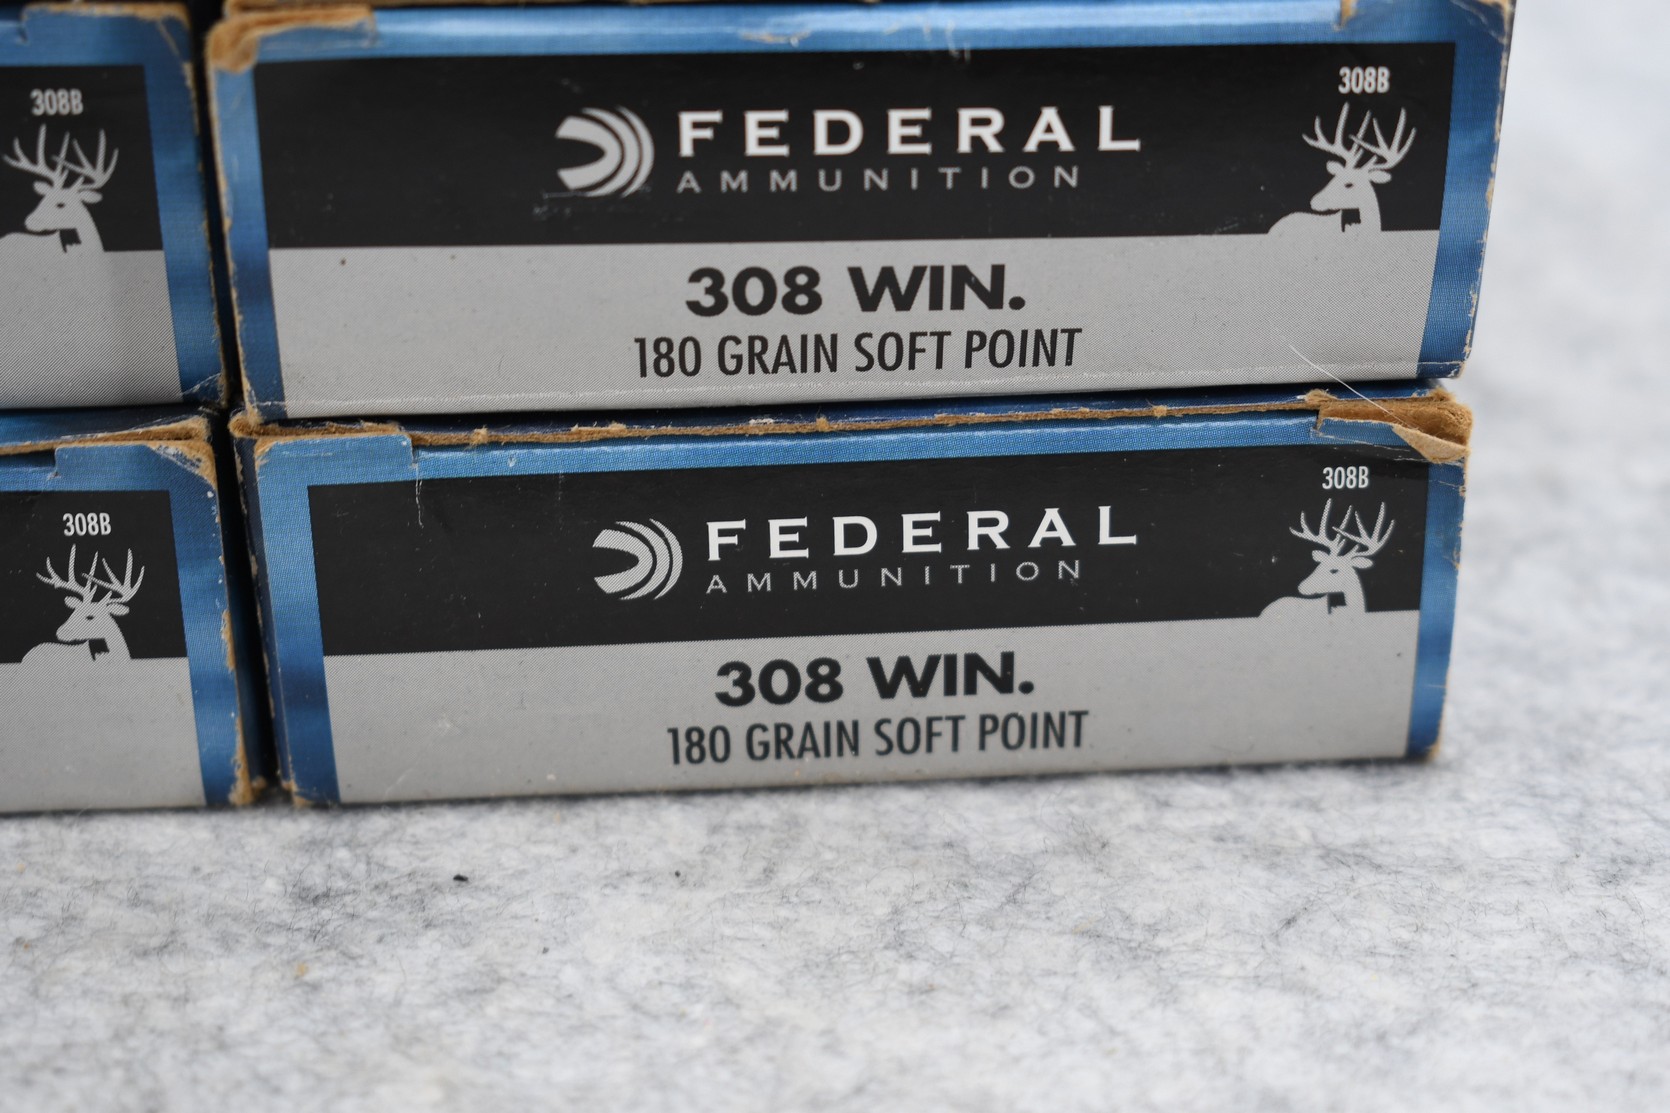 308B
308B
FEDERAL
AMMUNITION
308 WIN.
180 GRAIN SOFT POINT
308B
308B
FEDERAL
AMMUNITION
308 WIN.
180 GRAIN SOFT POINT